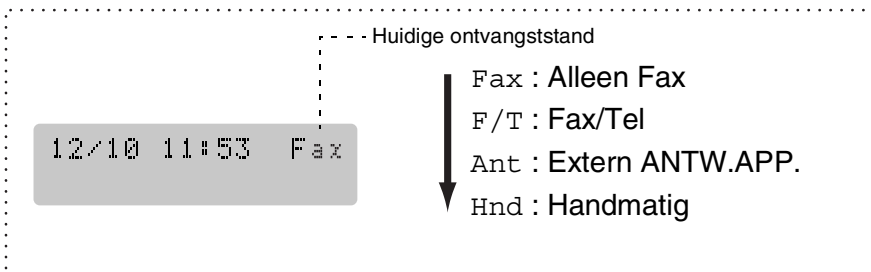 Huidige ontvangststand
12/10 11:53 Fax
Fax : Alleen Fax
F/T : Fax/Tel
Ant : Extern ANTW.APP.
Hnd : Handmatig